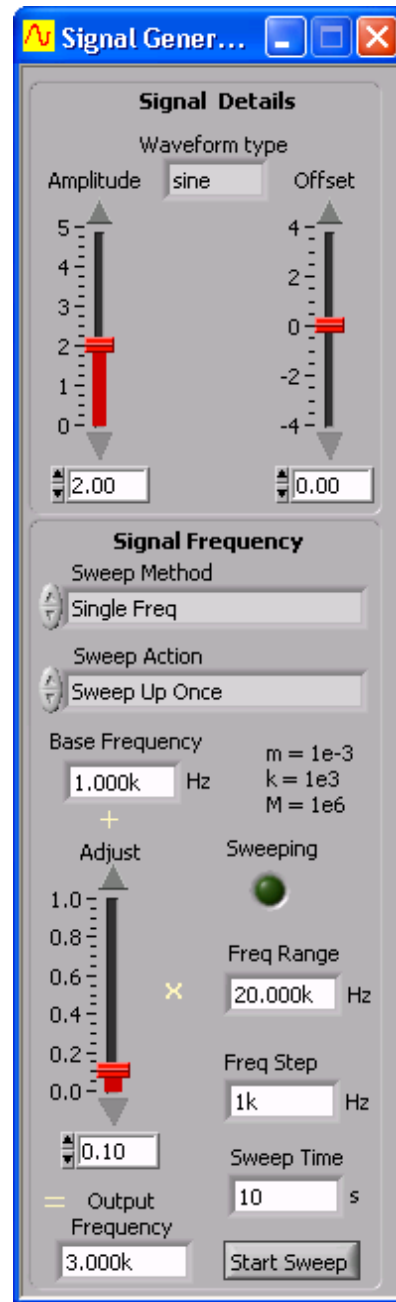 Signal Gener...
Signal Details
Waveform type
Amplitude
sine
Offset
5
4
3
2
1
0
4
2
0
-2
-4
2.00
0.00
Signal Frequency
Sweep Method
Single Freq
Sweep Action
Sweep Up Once
Base Frequency
1.000k Hz
m = 1e-3
k = 1e3
M = 1e6
+
Adjust
Sweeping
1.0
0.8
0.6
0.4
0.2
0.0
x
Freq Range
20.000k Hz
Freq Step
1k Hz
0.10
Sweep Time
10 s
= Output
Frequency
3.000k
Start Sweep